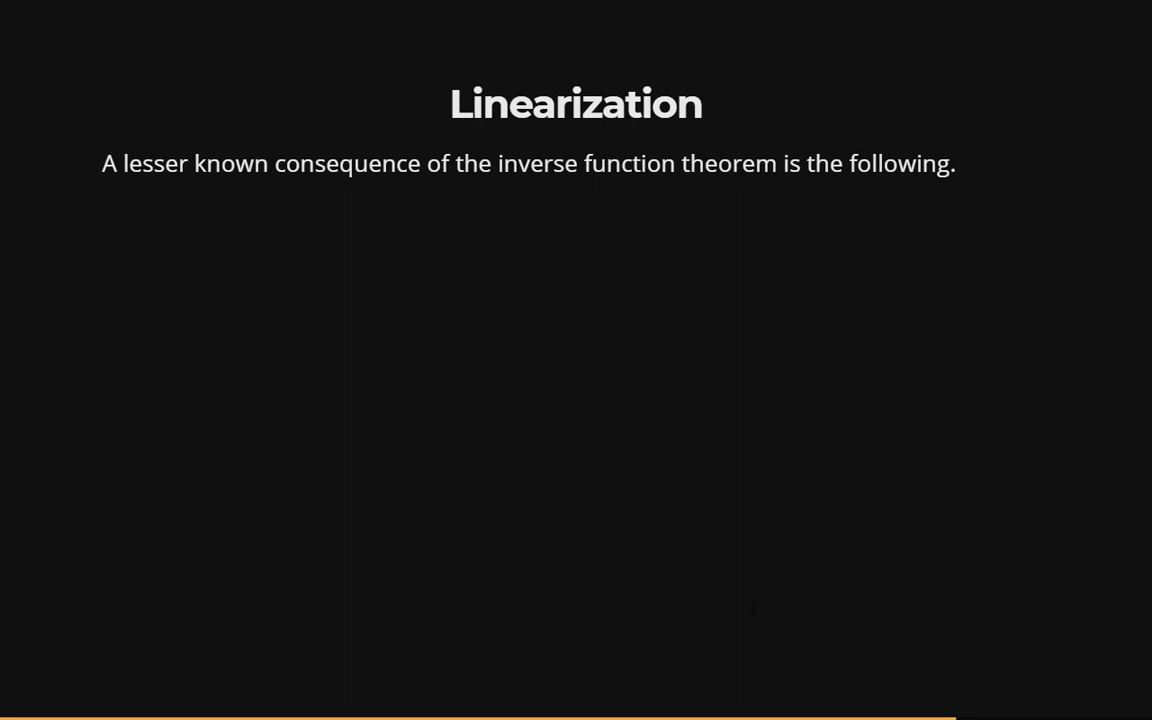 Linearization
A lesser known consequence of the inverse function theorem is the following.